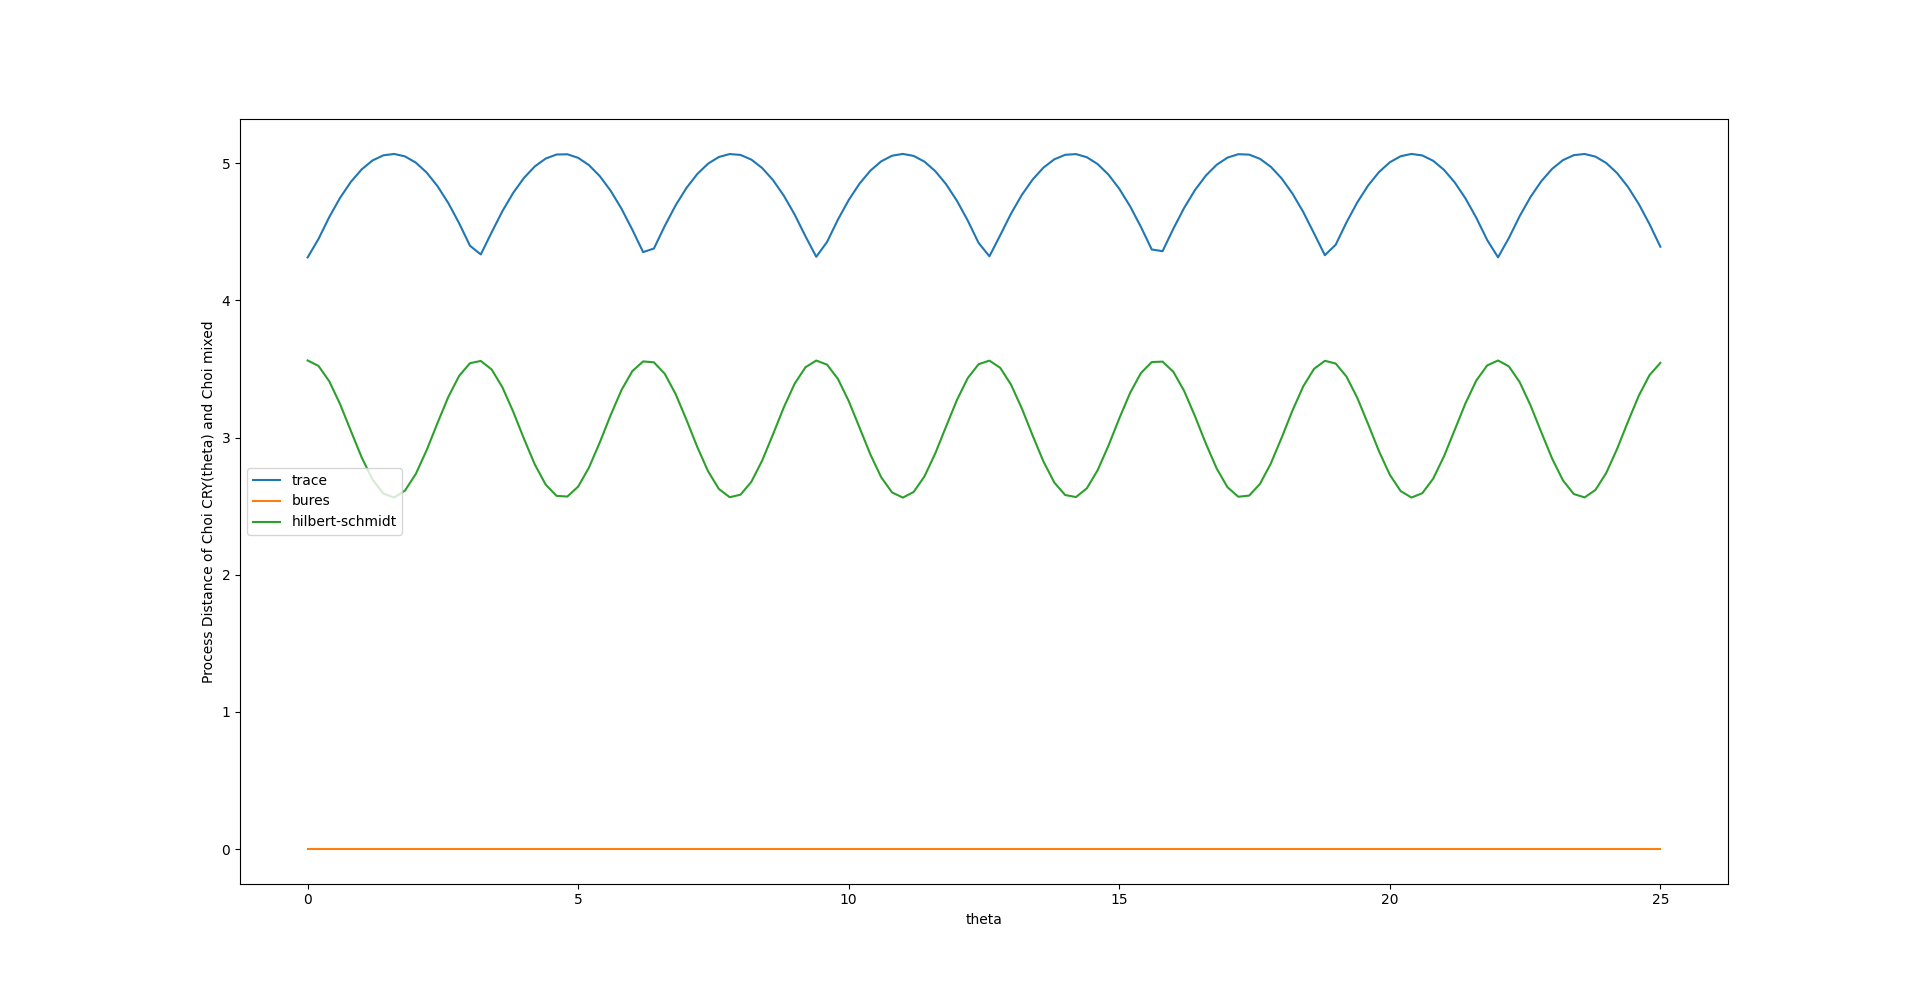 5
4
3
2
1
0
Process Distance of Choi CRY(theta) and Choi mixed
trace
bures
hilbert-schmidt
0 5 10 15 20 25
theta